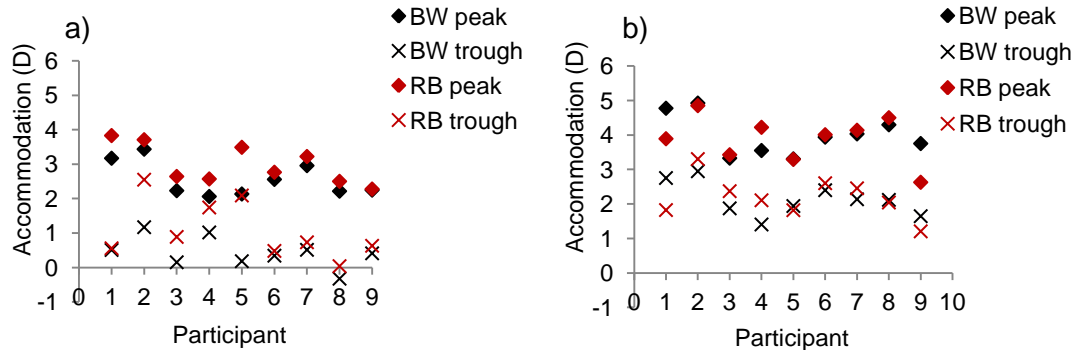 a)
BW peak
BW trough
RB peak
RB trough
Accommodation (D)
6
5
4
3
2
1
0
-1
0 1 2 3 4 5 6 7 8 9
Participant
b)
BW peak
BW trough
RB peak
RB trough
Accommodation (D)
6
5
4
3
2
1
0
-1
0 1 2 3 4 5 6 7 8 9 10
Participant